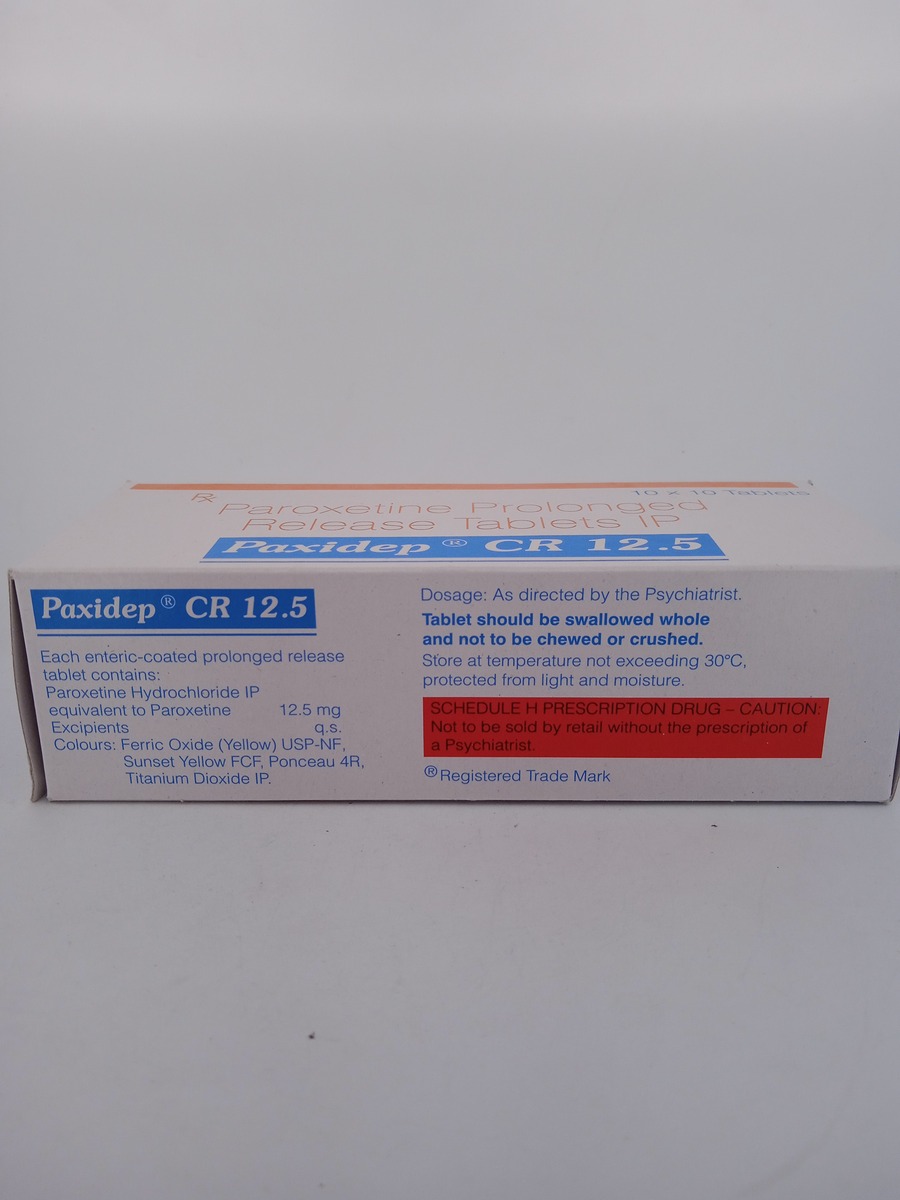 10 x 10 Tablets
Rx Paroxetine Prolonged
Release Tablets IP
Paxidep ® CR 12.5
Paxidep ® CR 12.5
Each enteric-coated prolonged release
tablet contains:
Paroxetine Hydrochloride IP
equivalent to Paroxetine 12.5 mg
Excipients q.s.
Colours: Ferric Oxide (Yellow) USP-NF,
Sunset Yellow FCF, Ponceau 4R,
Titanium Dioxide IP.
Dosage: As directed by the Psychiatrist.
Tablet should be swallowed whole
and not to be chewed or crushed.
Store at temperature not exceeding 30°C,
protected from light and moisture.
SCHEDULE H PRESCRIPTION DRUG – CAUTION:
Not to be sold by retail without the prescription of
a Psychiatrist.
® Registered Trade Mark